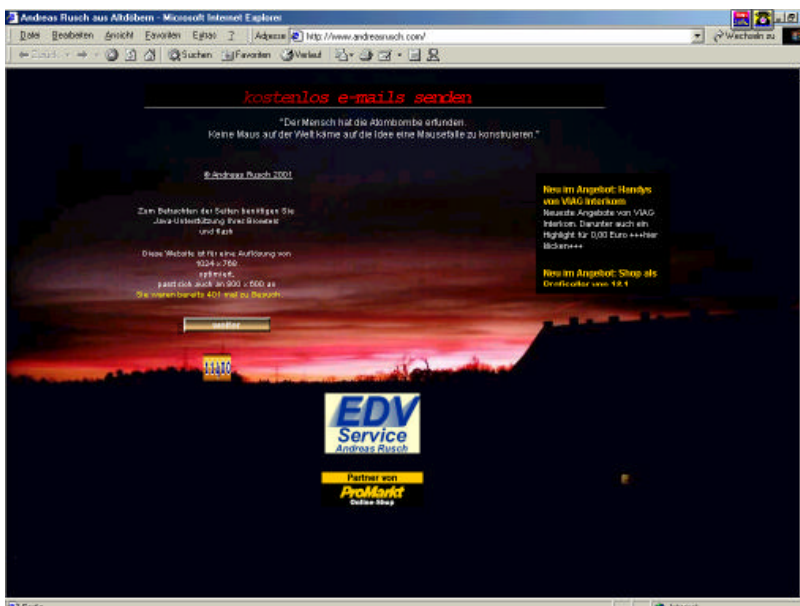 Andreas Rusch aus Altdöbern - Microsoft Internet Explorer
Datei Bearbeiten Ansicht Favoriten Extras ? Adresse http://www.andreasrusch.com/ Wechseln zu
Suchen Favoriten Verlauf
kostenlos e-mails senden
"Der Mensch hat die Atombombe erfunden.
Keine Maus auf der Welt käme auf die Idee eine Mausefalle zu konstruieren."
© Andreas Rusch 2001
Zum Betrachten der Seiten benötigen Sie
Java-Unterstützung Ihres Browsers
und flash
Diese Website ist für eine Auflösung von
1024 x 768
optimiert,
passt sich auch an 800 x 600 an
Sie waren bereits 401 mal zu Besuch.
weiter
Neu im Angebot: Handys
von VIAG Interkom
Neueste Angebote von VIAG
Interkom. Darunter auch ein
Highlight für 0,00 Euro +++hier
klicken+++
Neu im Angebot: Shop als
EDV
Service
Andreas Rusch
Partner von
ProMarkt
Online-Shop